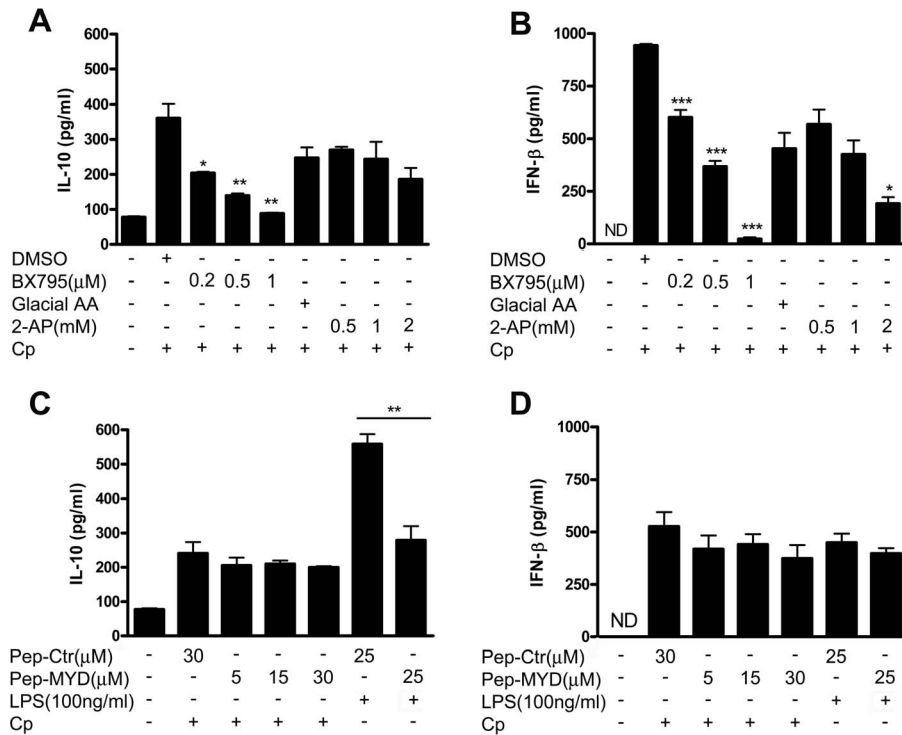 A
IL-10 (pg/ml)
600
500
400
300
200
100
0
* ** **
DMSO - + - - - - - - -
BX795(μM) - - 0.2 0.5 1 - - - -
Glacial AA - - - - - + - - -
2-AP(mM) - - - - - - 0.5 1 2
Cp - + + + + + + + +
B
IFN-β (pg/ml)
1000
750
500
250
0
ND *** *** *** *
DMSO - + - - - - - - -
BX795(μM) - - 0.2 0.5 1 - - - -
Glacial AA - - - - - + - - -
2-AP(mM) - - - - - - 0.5 1 2
Cp - + + + + + + + +
C
IL-10 (pg/ml)
600
500
400
300
200
100
0
**
Pep-Ctr(μM) - 30 - - - 25 -
Pep-MYD(μM) - - 5 15 30 - 25
LPS(100ng/ml) - - - - - + +
Cp - + + + + - -
D
IFN-β (pg/ml)
1000
750
500
250
0
ND
Pep-Ctr(μM) - 30 - - - 25 -
Pep-MYD(μM) - - 5 15 30 - 25
LPS(100ng/ml) - - - - - + +
Cp - + + + + - -